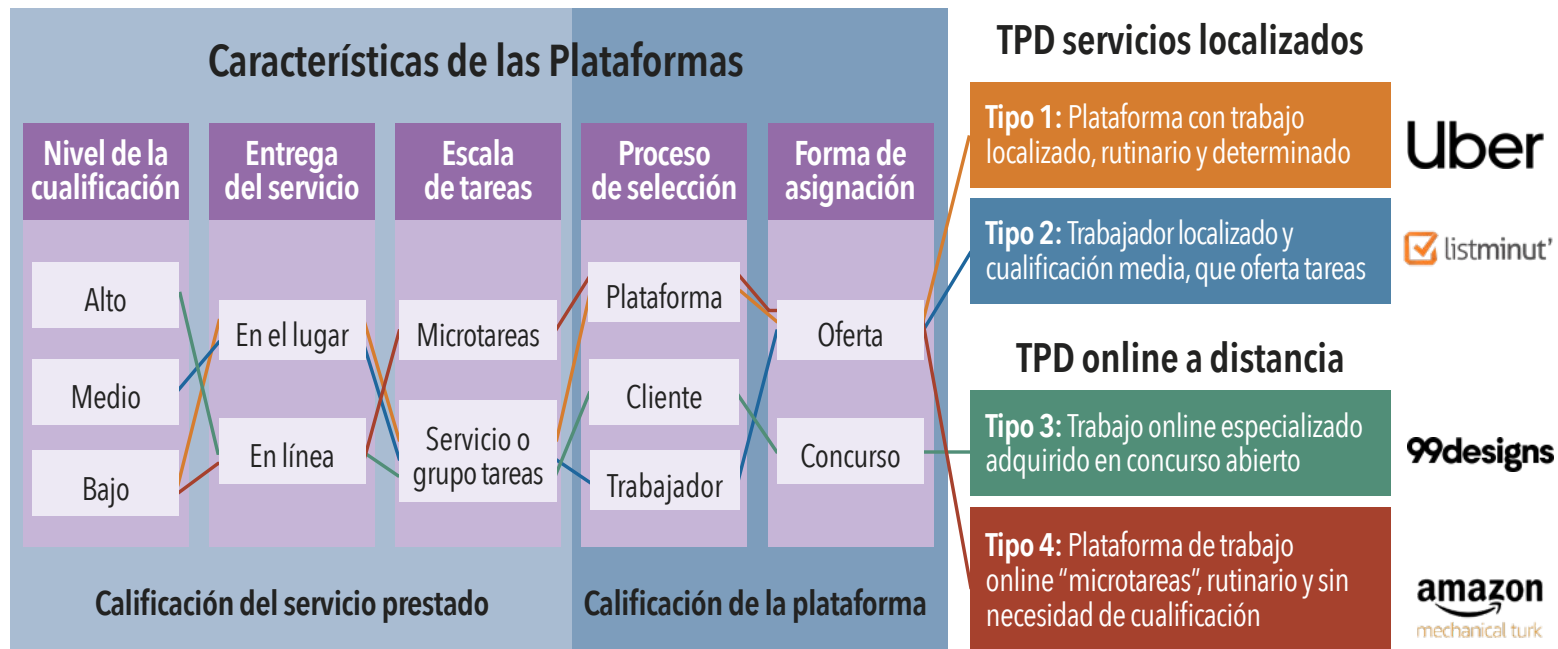 Características de las Plataformas
Nivel de la
cualificación
Alto
Medio
Bajo
Entrega
del servicio
En el lugar
En línea
Escala
de tareas
Microtareas
Servicio o
grupo tareas
Proceso
de selección
Plataforma
Cliente
Trabajador
Forma de
asignación
Oferta
Concurso
Calificación del servicio prestado
Calificación de la plataforma
TPD servicios localizados
Tipo 1: Plataforma con trabajo
localizado, rutinario y determinado
Uber
Tipo 2: Trabajador localizado y
cualificación media, que oferta tareas
listminut'
TPD online a distancia
Tipo 3: Trabajo online especializado
adquirido en concurso abierto
99designs
Tipo 4: Plataforma de trabajo
online “microtareas”, rutinario y sin
necesidad de cualificación
amazon
mechanical turk